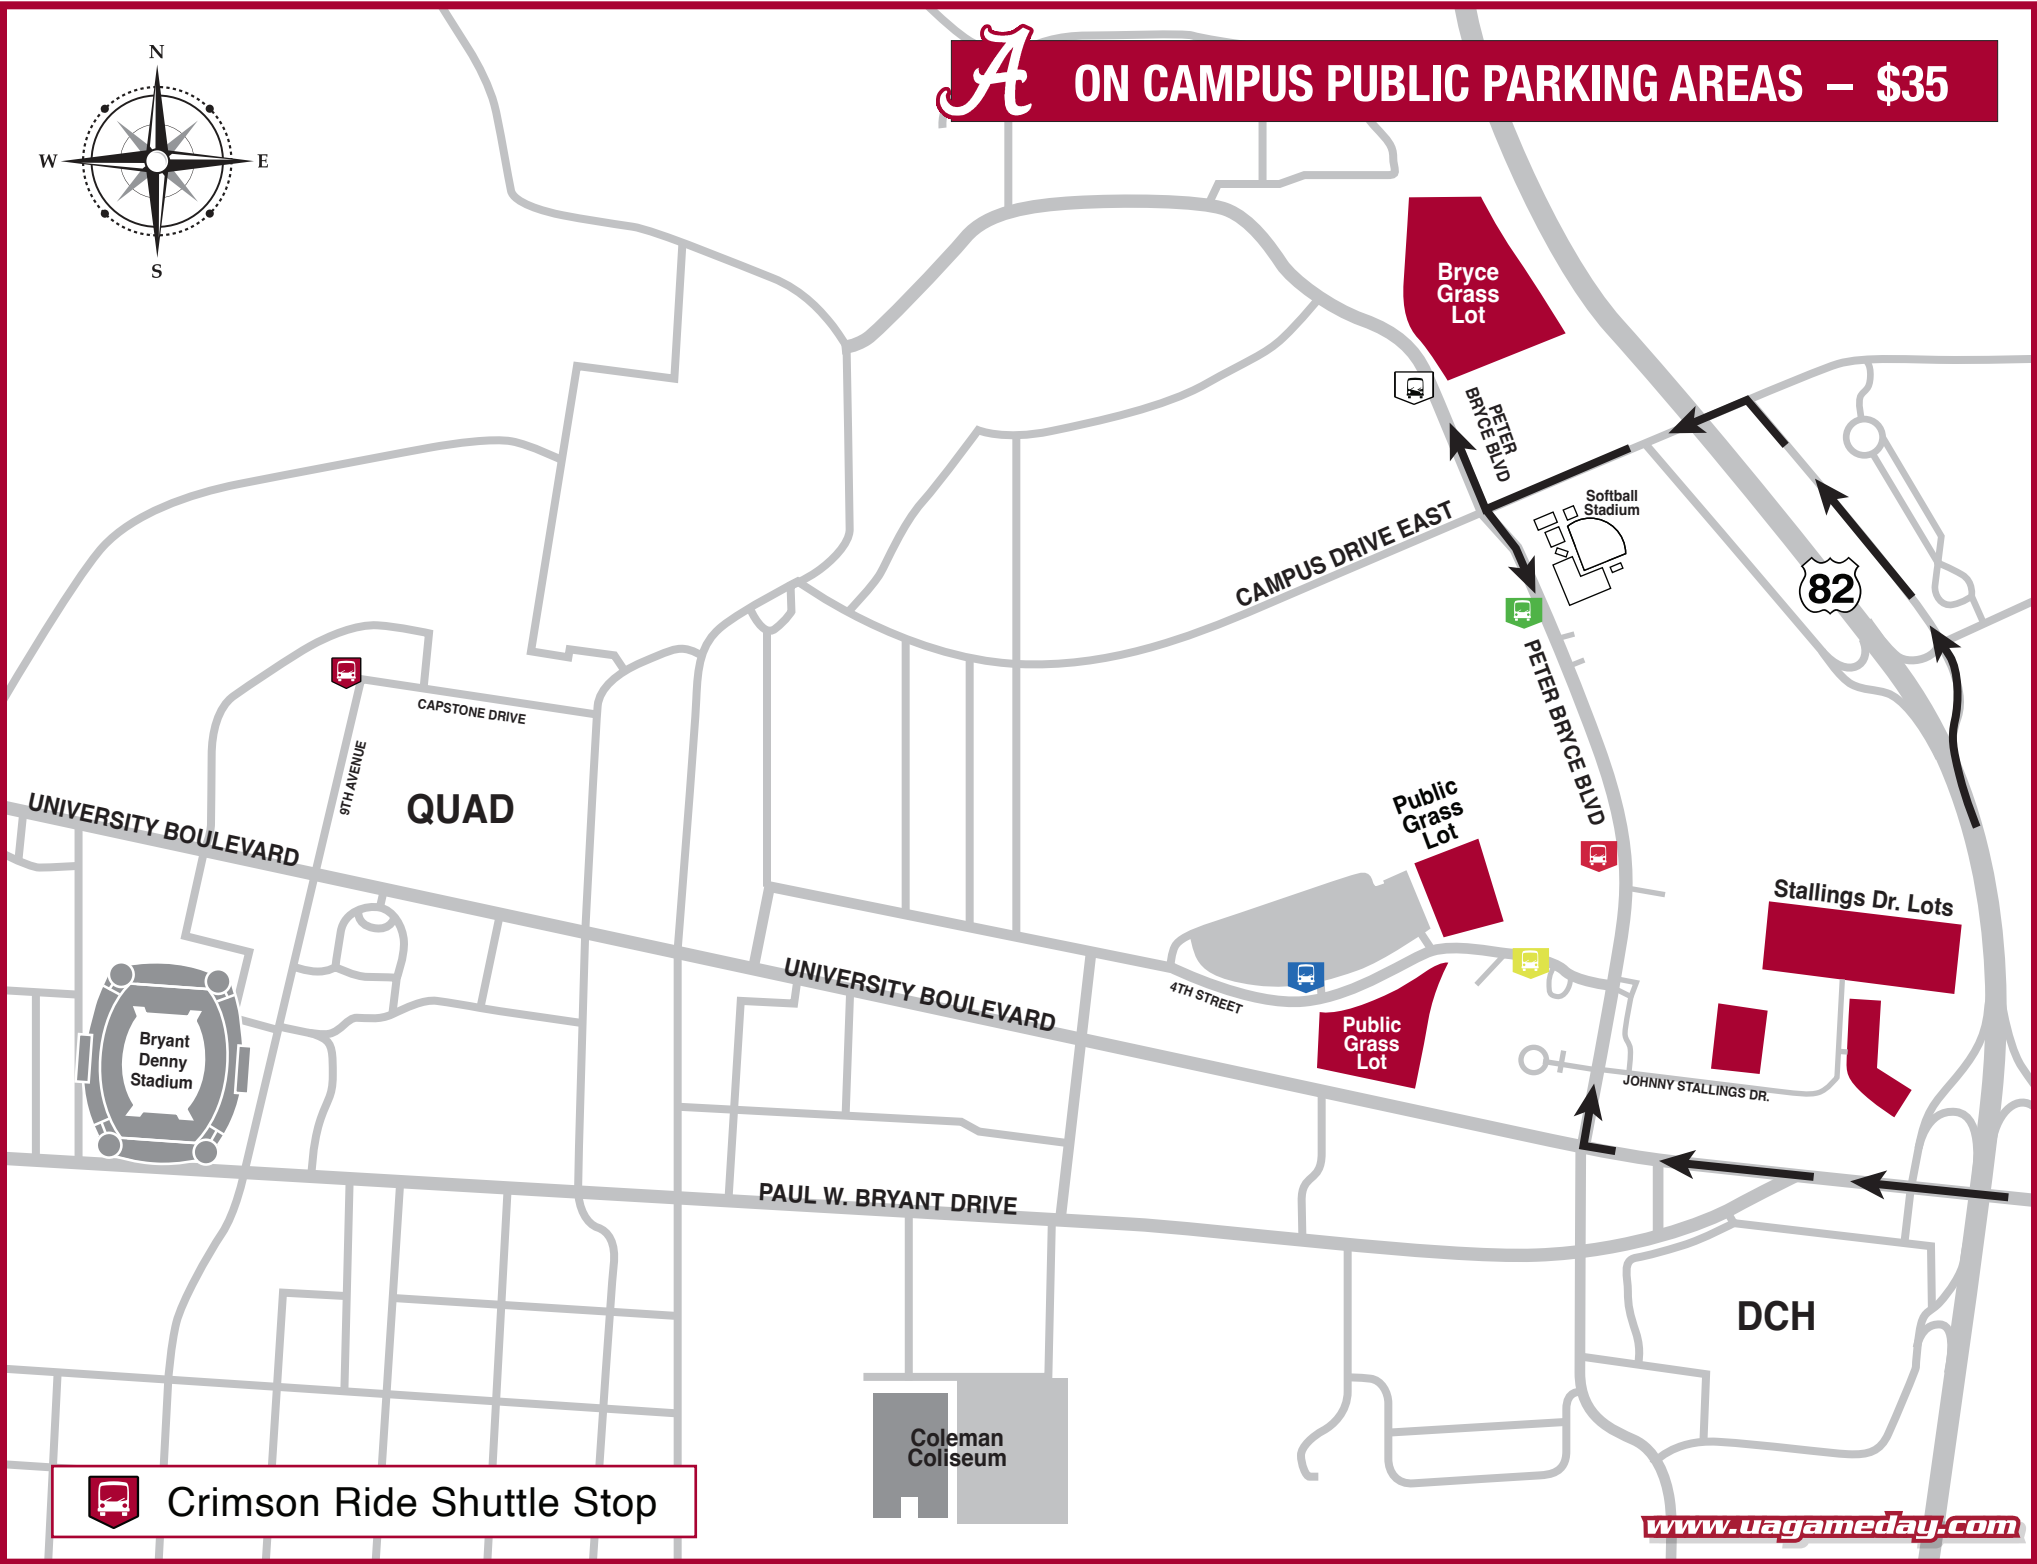 N
W
E
S
A
ON CAMPUS PUBLIC PARKING AREAS – $35
Bryce
Grass
Lot
PETER
BRYCE BLVD
Softball
Stadium
CAMPUS DRIVE EAST
82
PETER BRYCE BLVD
CAPSTONE DRIVE
9TH AVENUE
QUAD
UNIVERSITY BOULEVARD
Public
Grass
Lot
Stallings Dr. Lots
UNIVERSITY BOULEVARD
4TH STREET
Public
Grass
Lot
Bryant
Denny
Stadium
JOHNNY STALLINGS DR.
PAUL W. BRYANT DRIVE
DCH
Coleman
Coliseum
Crimson Ride Shuttle Stop
www.uagameday.com